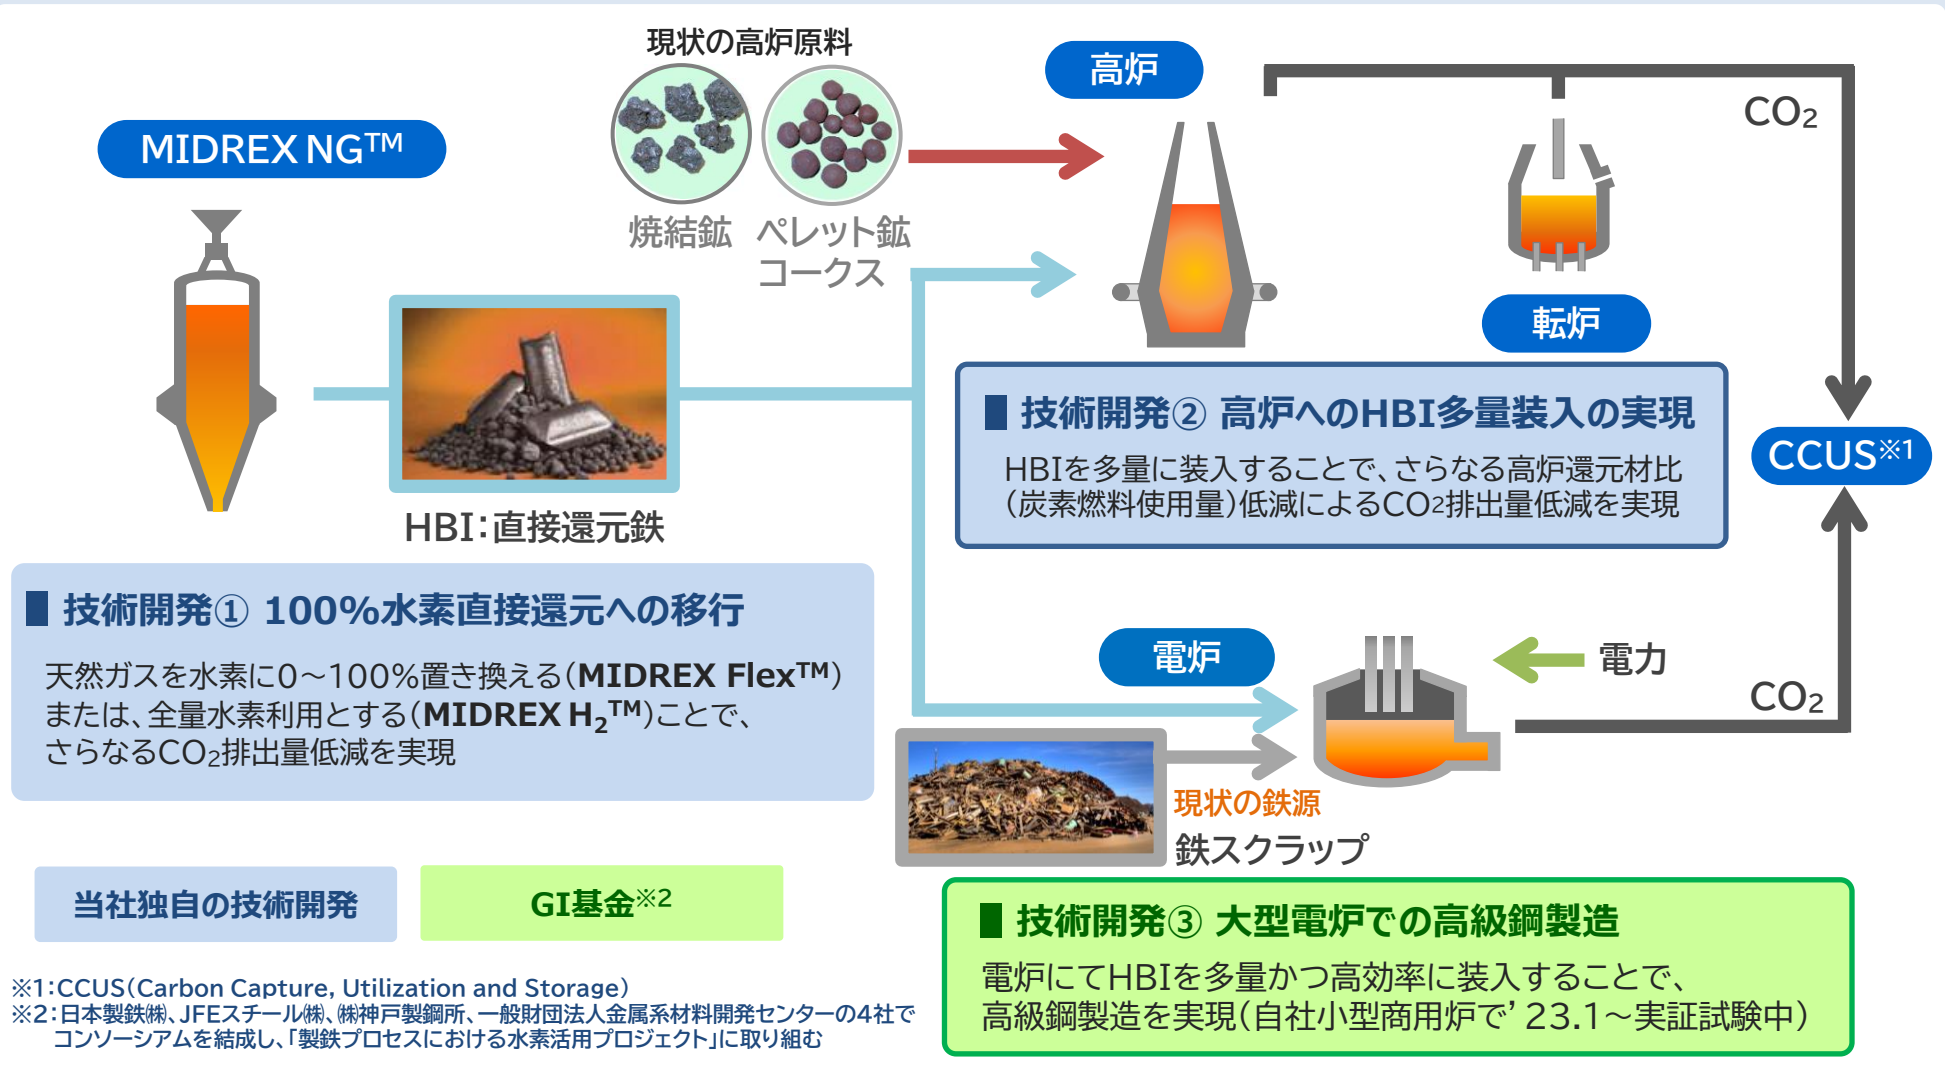 現状の高炉原料
高炉
CO₂
MIDREX NG™
焼結鉱
ペレット鉱
コークス
転炉
HBI：直接還元鉄
■ 技術開発② 高炉へのHBI多量装入の実現
HBIを多量に装入することで、さらなる高炉還元材比
（炭素燃料使用量）低減によるCO₂排出量低減を実現
CCUS※1
■ 技術開発① 100%水素直接還元への移行
天然ガスを水素に0～100%置き換える（MIDREX Flex™）
または、全量水素利用とする（MIDREX H₂™）ことで、
さらなるCO₂排出量低減を実現
電炉
電力
CO₂
現状の鉄源
鉄スクラップ
当社独自の技術開発
GI基金※2
■ 技術開発③ 大型電炉での高級鋼製造
電炉にてHBIを多量かつ高効率に装入することで、
高級鋼製造を実現（自社小型商用炉で’23.1～実証試験中）
※1：CCUS（Carbon Capture, Utilization and Storage）
※2：日本製鉄㈱、JFEスチール㈱、㈱神戸製鋼所、一般財団法人金属系材料開発センターの4社で
コンソーシアムを結成し、「製鉄プロセスにおける水素活用プロジェクト」に取り組む